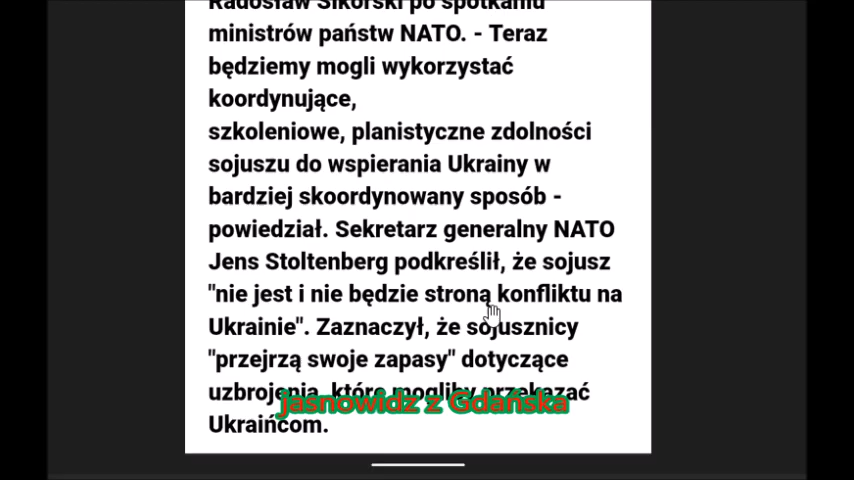 Radosław Sikorski po spotkaniu
ministrów państw NATO. - Teraz
będziemy mogli wykorzystać
koordynujące,
szkoleniowe, planistyczne zdolności
sojuszu do wspierania Ukrainy w
bardziej skoordynowany sposób -
powiedział. Sekretarz generalny NATO
Jens Stoltenberg podkreślił, że sojusz
"nie jest i nie będzie stroną konfliktu na
Ukrainie". Zaznaczył, że sojusznicy
"przejrzą swoje zapasy" dotyczące
uzbrojenia, które mogliby przekazać
jasnowidz z Gdańska
Ukraińcom.